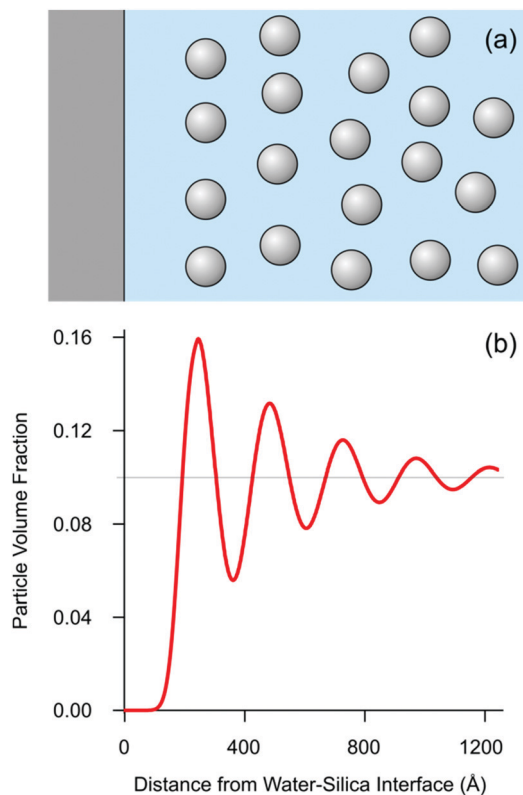 (a)
(b)
0.16
0.12
0.08
0.04
0.00
Particle Volume Fraction
0 400 800 1200
Distance from Water-Silica Interface (Å)